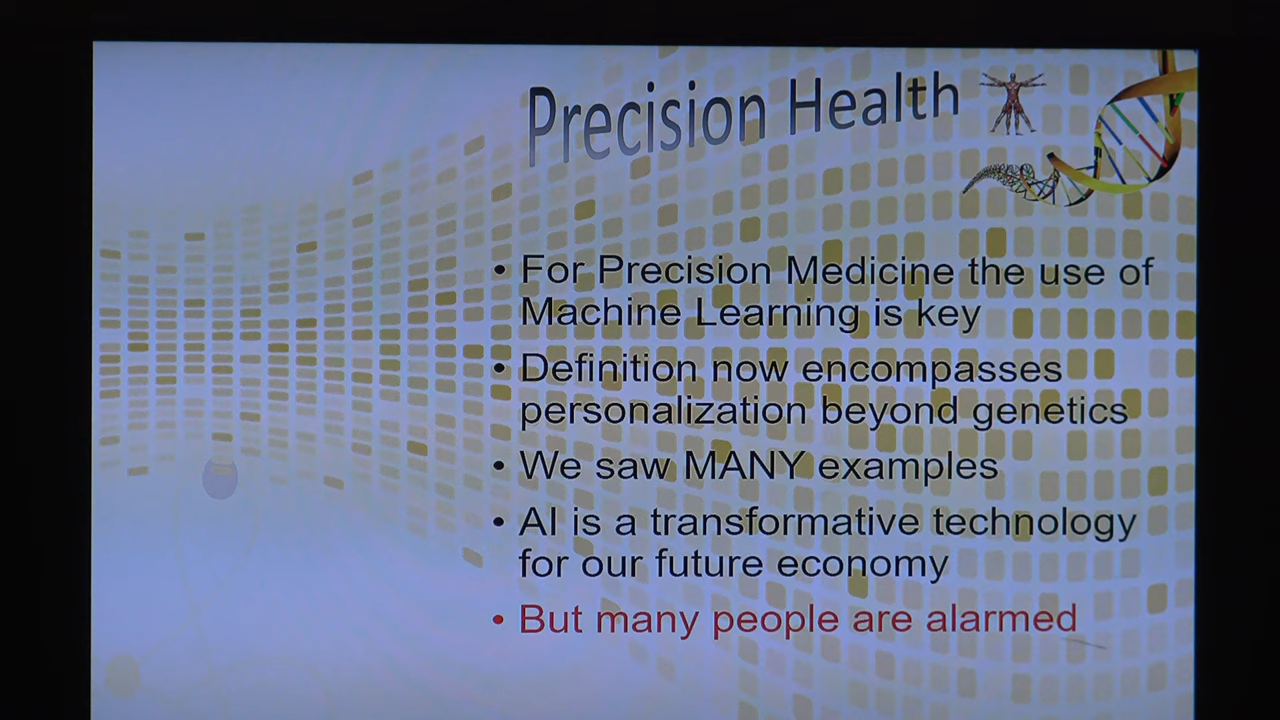 Precision Health
• For Precision Medicine the use of
Machine Learning is key
• Definition now encompasses
personalization beyond genetics
• We saw MANY examples
• AI is a transformative technology
for our future economy
• But many people are alarmed